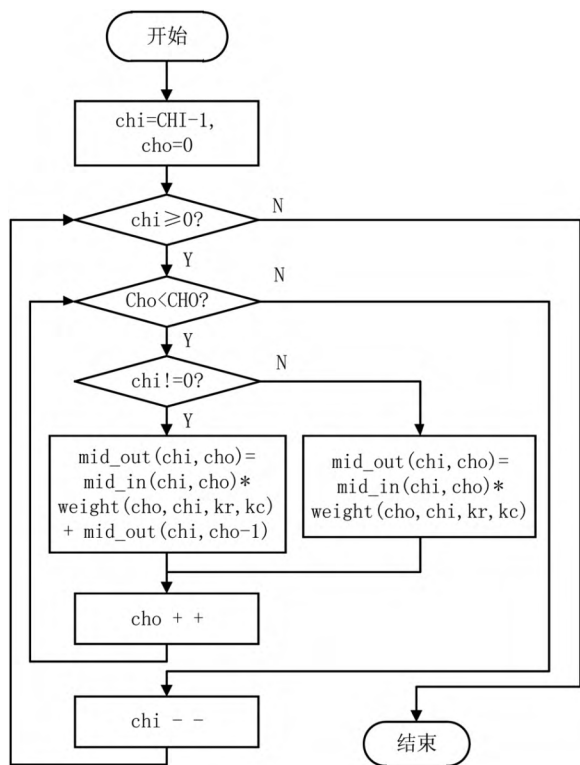 开始
chi=CHI-1,
cho=0
chi≥0?
N
Y
Cho<CHO?
N
Y
chi!=0?
N
Y
mid_out(chi,cho)=
mid_in(chi,cho)*
weight(cho,chi,kr,kc)
+ mid_out(chi,cho-1)
mid_out(chi,cho)=
mid_in(chi,cho)*
weight(cho,chi,kr,kc)
cho + +
chi - -
结束